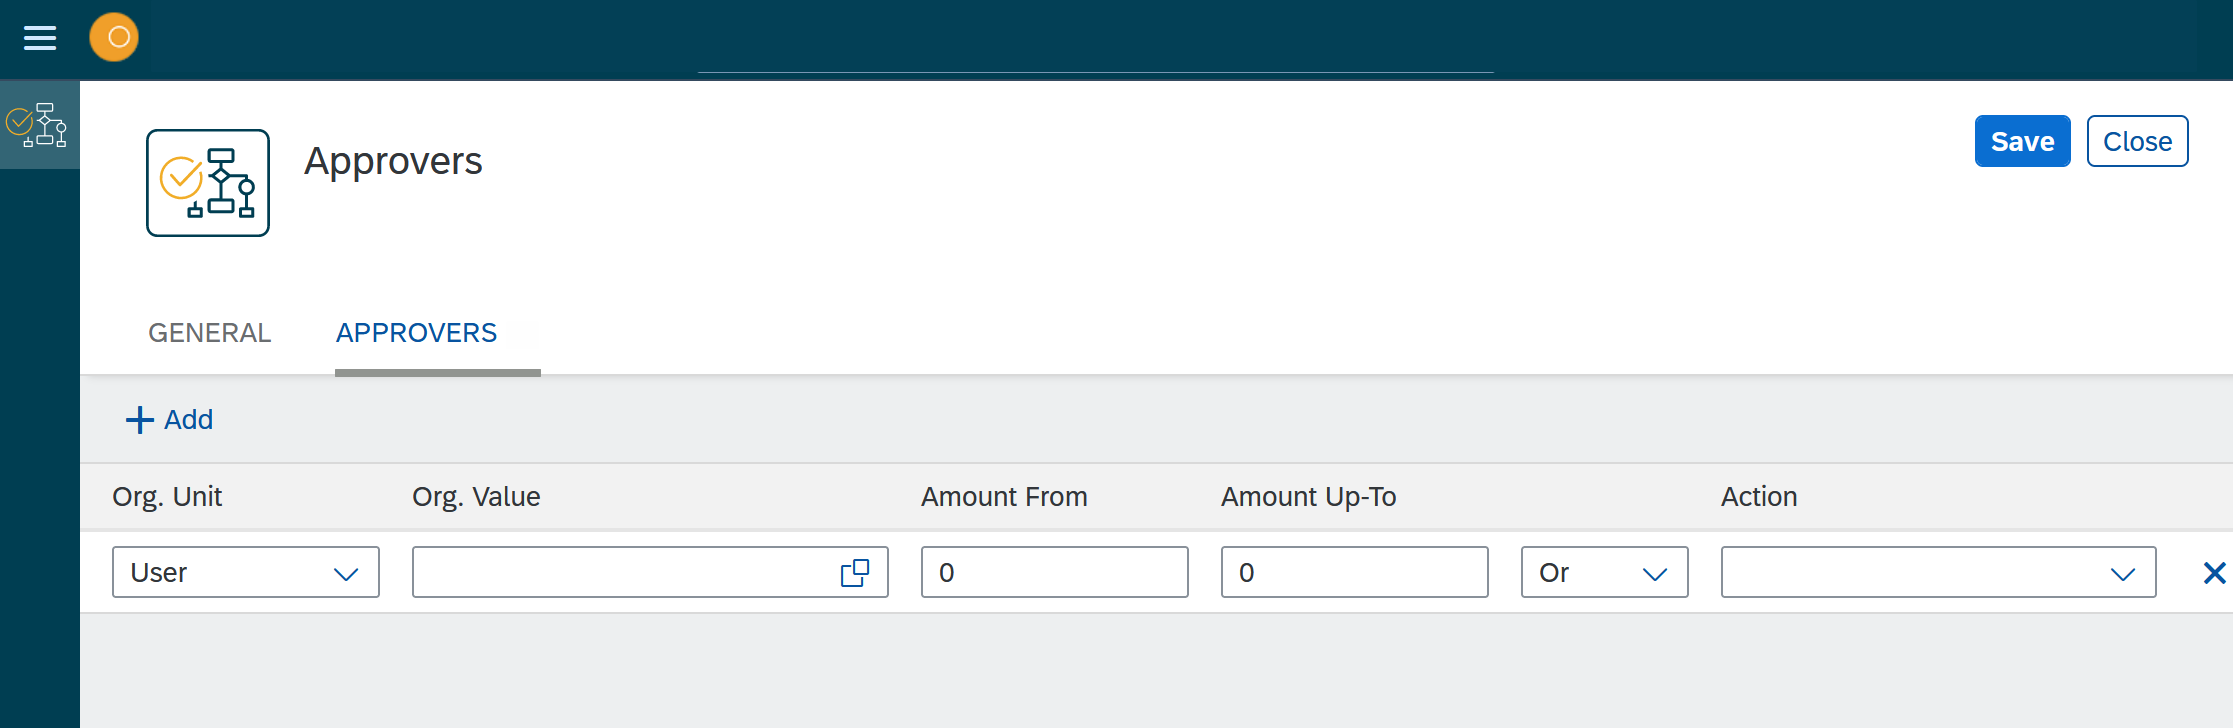 Approvers
Save Close
GENERAL APPROVERS
Add
Org. Unit Org. Value Amount From Amount Up-To Action
User 0 0 Or